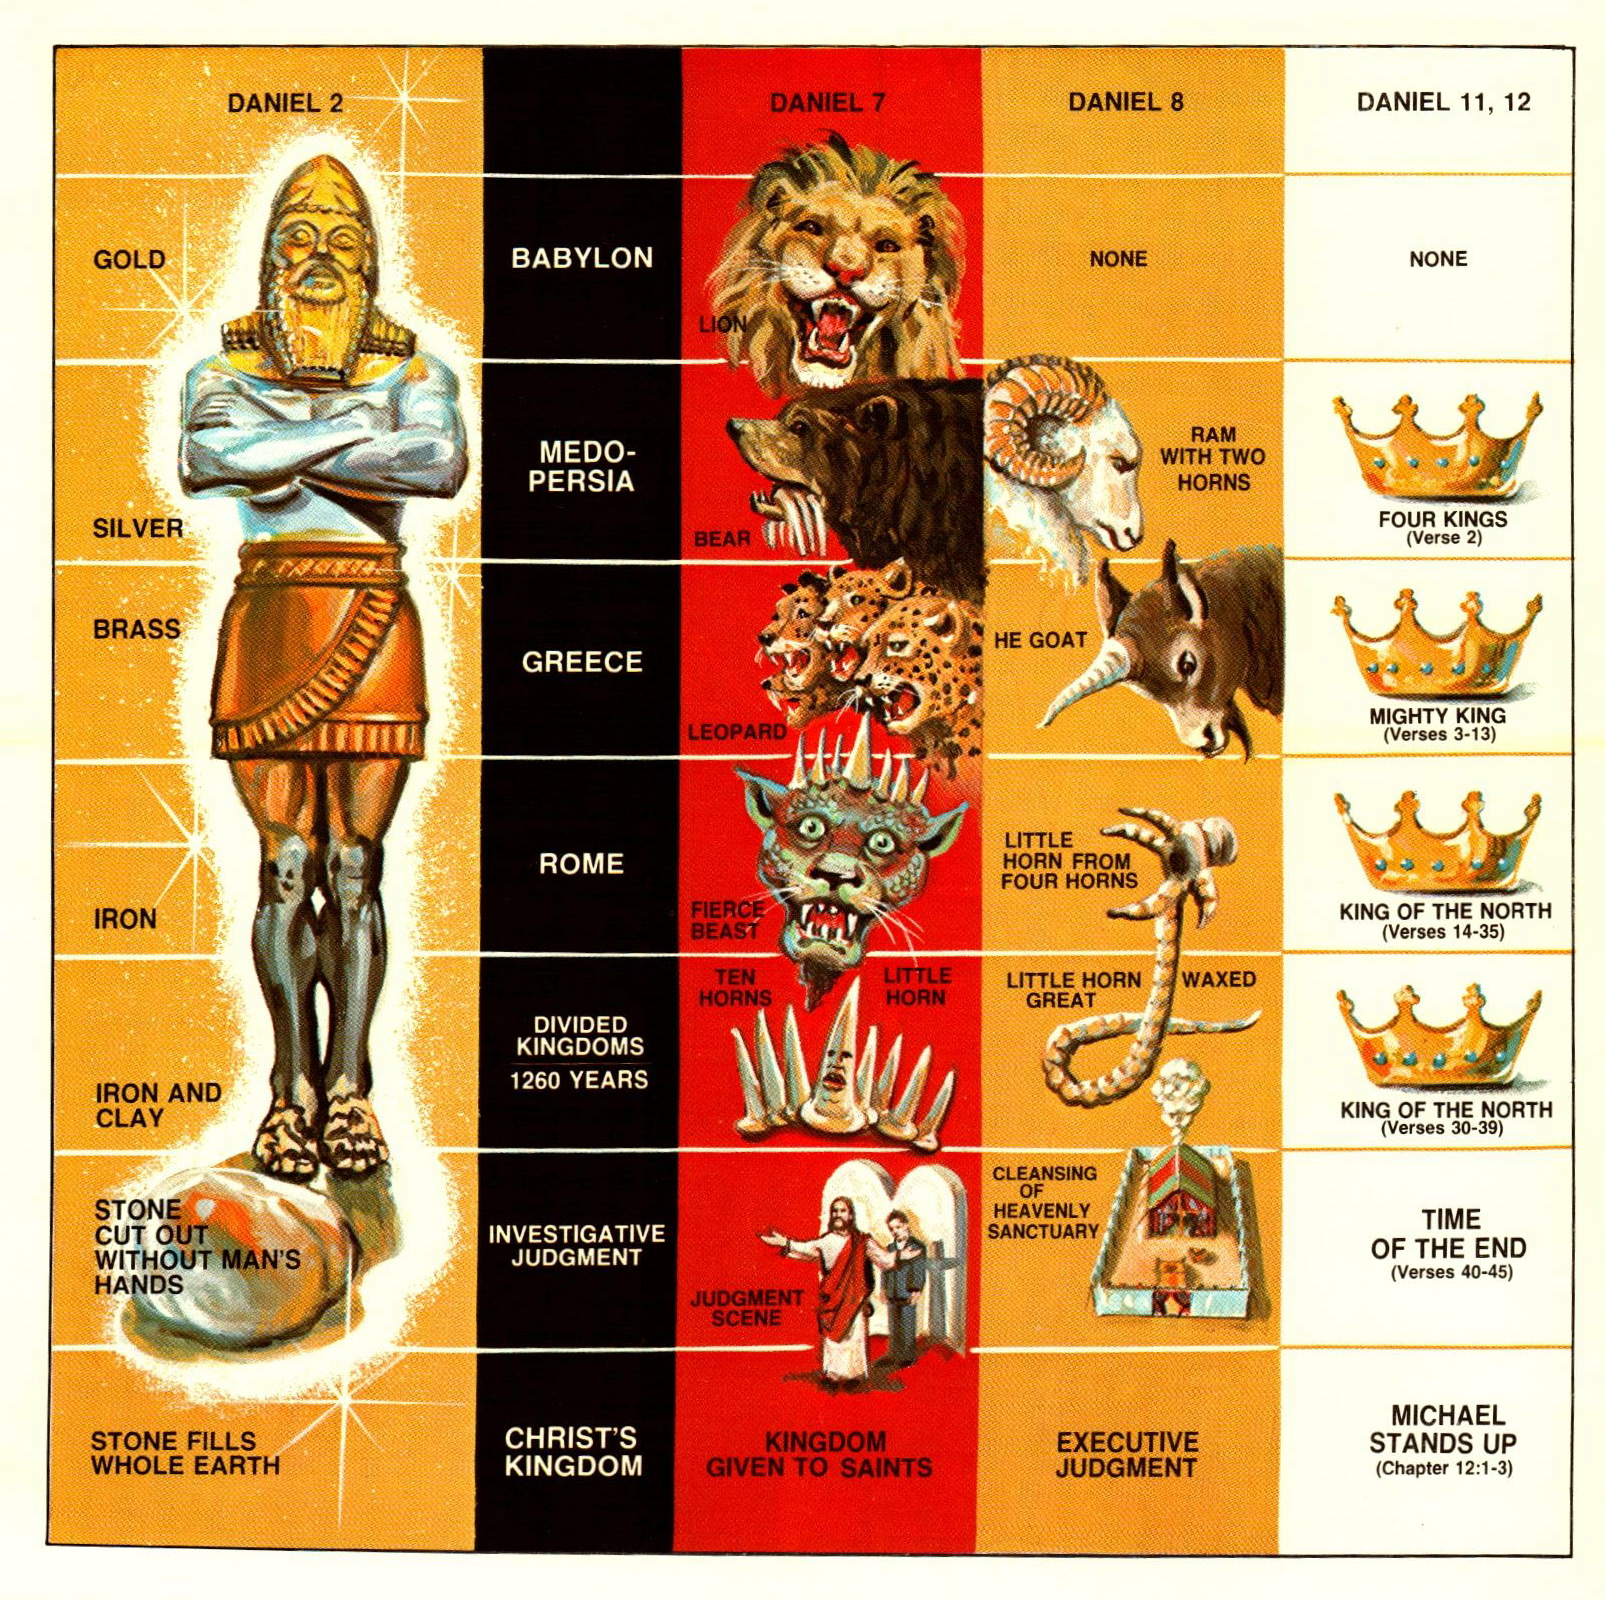 DANIEL 2
DANIEL 7
DANIEL 8
DANIEL 11, 12
GOLD
BABYLON
LION
NONE
NONE
SILVER
MEDO-
PERSIA
BEAR
RAM
WITH TWO
HORNS
FOUR KINGS
(Verse 2)
BRASS
GREECE
LEOPARD
HE GOAT
MIGHTY KING
(Verses 3-13)
IRON
ROME
FIERCE
BEAST
LITTLE
HORN FROM
FOUR HORNS
KING OF THE NORTH
(Verses 14-35)
IRON AND
CLAY
DIVIDED
KINGDOMS
1260 YEARS
TEN
HORNS
LITTLE
HORN
LITTLE HORN WAXED
GREAT
KING OF THE NORTH
(Verses 30-39)
STONE
CUT OUT
WITHOUT MAN'S
HANDS
INVESTIGATIVE
JUDGMENT
JUDGMENT
SCENE
CLEANSING
OF
HEAVENLY
SANCTUARY
TIME
OF THE END
(Verses 40-45)
STONE FILLS
WHOLE EARTH
CHRIST'S
KINGDOM
KINGDOM
GIVEN TO SAINTS
EXECUTIVE
JUDGMENT
MICHAEL
STANDS UP
(Chapter 12:1-3)